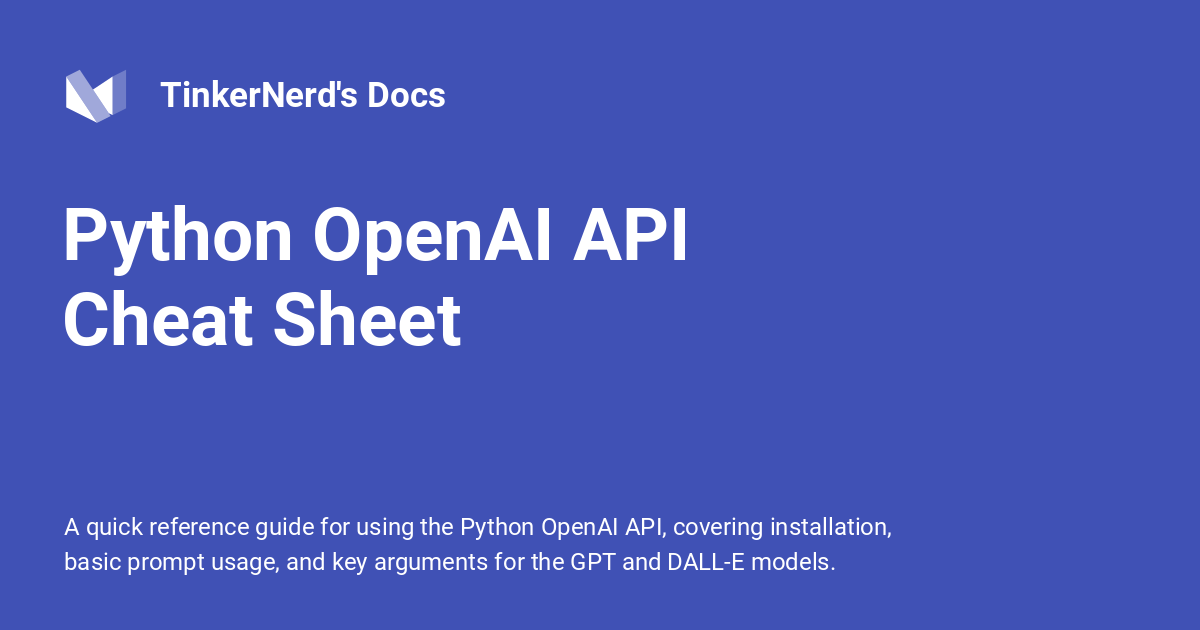 TinkerNerd's Docs
Python OpenAI API
Cheat Sheet
A quick reference guide for using the Python OpenAI API, covering installation,
basic prompt usage, and key arguments for the GPT and DALL-E models.